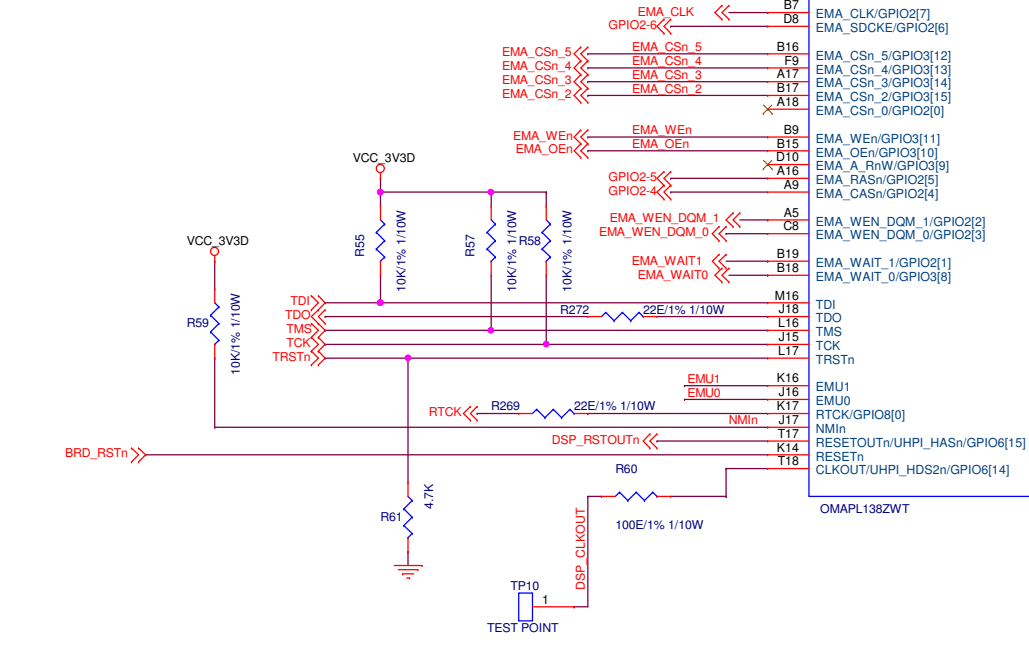 EMA_CLK B7 EMA_CLK/GPIO2[7]
GPIO2-6 D8 EMA_SDCKE/GPIO2[6]
EMA_CSn_5 EMA_CSn_5 B16 EMA_CSn_5/GPIO3[12]
EMA_CSn_4 EMA_CSn_4 F9 EMA_CSn_4/GPIO3[13]
EMA_CSn_3 EMA_CSn_3 A17 EMA_CSn_3/GPIO3[14]
EMA_CSn_2 EMA_CSn_2 B17 EMA_CSn_2/GPIO3[15]
A18 EMA_CSn_0/GPIO2[0]
EMA_WEn EMA_WEn B9 EMA_WEn/GPIO3[11]
EMA_OEn EMA_OEn B15 EMA_OEn/GPIO3[10]
D10 EMA_A_RnW/GPIO3[9]
GPIO2-5 A16 EMA_RASn/GPIO2[5]
GPIO2-4 A9 EMA_CASn/GPIO2[4]
EMA_WEN_DQM_1 A5 EMA_WEN_DQM_1/GPIO2[2]
EMA_WEN_DQM_0 C8 EMA_WEN_DQM_0/GPIO2[3]
EMA_WAIT1 B19 EMA_WAIT_1/GPIO2[1]
EMA_WAIT0 B18 EMA_WAIT_0/GPIO3[8]
VCC_3V3D
R55 10K/1% 1/10W
R57 10K/1% 1/10W
R58 10K/1% 1/10W
VCC_3V3D
R59 10K/1% 1/10W
TDI M16 TDI
TDO R272 22E/1% 1/10W J18 TDO
TMS L16 TMS
TCK J15 TCK
TRSTn L17 TRSTn
EMU1 K16 EMU1
EMU0 J16 EMU0
RTCK R269 22E/1% 1/10W K17 RTCK/GPIO8[0]
NMIn J17 NMIn
DSP_RSTOUTn T17 RESETOUTn/UHPI_HASn/GPIO6[15]
BRD_RSTn K14 RESETn
T18 CLKOUT/UHPI_HDS2n/GPIO6[14]
R60
100E/1% 1/10W
OMAPL138ZWT
R61 4.7K
DSP_CLKOUT
TP10
1
TEST POINT